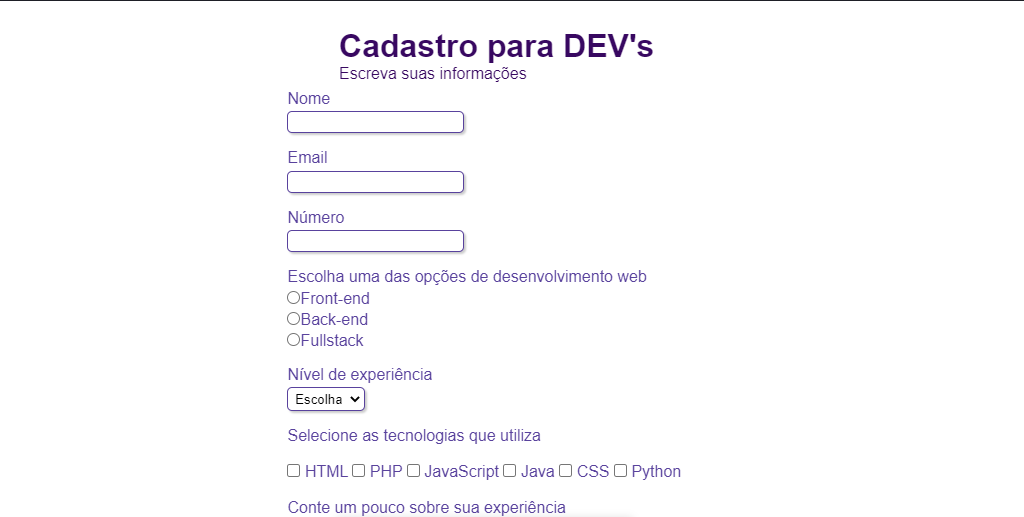 Cadastro para DEV's
Escreva suas informações
Nome
Email
Número
Escolha uma das opções de desenvolvimento web
Front-end
Back-end
Fullstack
Nível de experiência
Escolha
Selecione as tecnologias que utiliza
HTML PHP JavaScript Java CSS Python
Conte um pouco sobre sua experiência